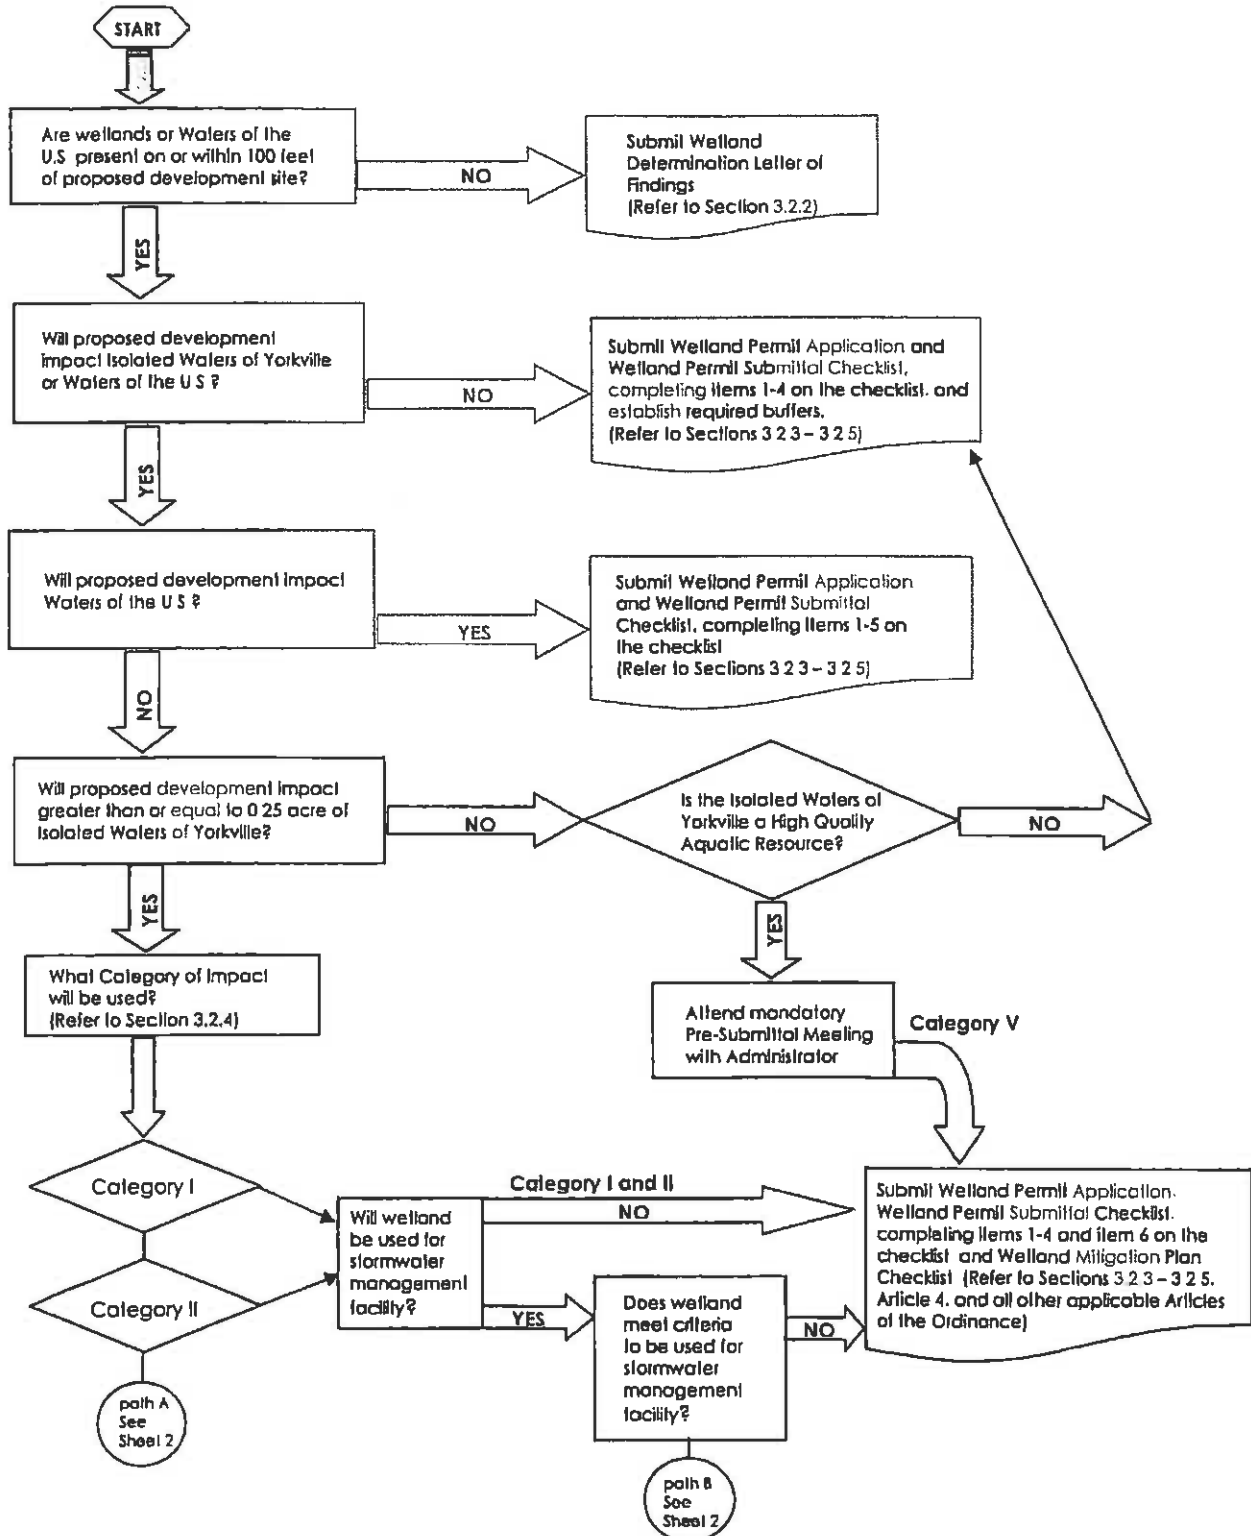 START
Are wetlands or Waters of the
U.S present on or within 100 feet
of proposed development site?
NO
Submit Wetland
Determination Letter of
Findings
(Refer to Section 3.2.2)
YES
Will proposed development
impact Isolated Waters of Yorkville
or Waters of the U S ?
NO
Submit Wetland Permit Application and
Wetland Permit Submittal Checklist,
completing items 1-4 on the checklist. and
establish required buffers.
(Refer to Sections 3 2 3 – 3 2 5)
YES
Will proposed development impact
Waters of the U S ?
YES
Submit Wetland Permit Application
and Wetland Permit Submittal
Checklist, completing items 1-5 on
the checklist
(Refer to Sections 3 2 3 – 3 2 5)
NO
Will proposed development impact
greater than or equal to 0 25 acre of
Isolated Waters of Yorkville?
NO
Is the Isolated Waters of
Yorkville a High Quality
Aquatic Resource?
NO
YES
YES
What Category of Impact
will be used?
(Refer to Section 3.2.4)
Attend mandatory
Pre-Submittal Meeting
with Administrator
Category V
Category I
Category II
Will wetland
be used for
stormwater
management
facility?
Category I and II
NO
YES
Does wetland
meet criteria
to be used for
stormwater
management
facility?
NO
Submit Wetland Permit Application.
Wetland Permit Submittal Checklist.
completing items 1-4 and item 6 on the
checklist and Wetland Mitigation Plan
Checklist (Refer to Sections 3 2 3 – 3 2 5.
Article 4. and all other applicable Articles
of the Ordinance)
path A
See
Sheet 2
path B
See
Sheet 2